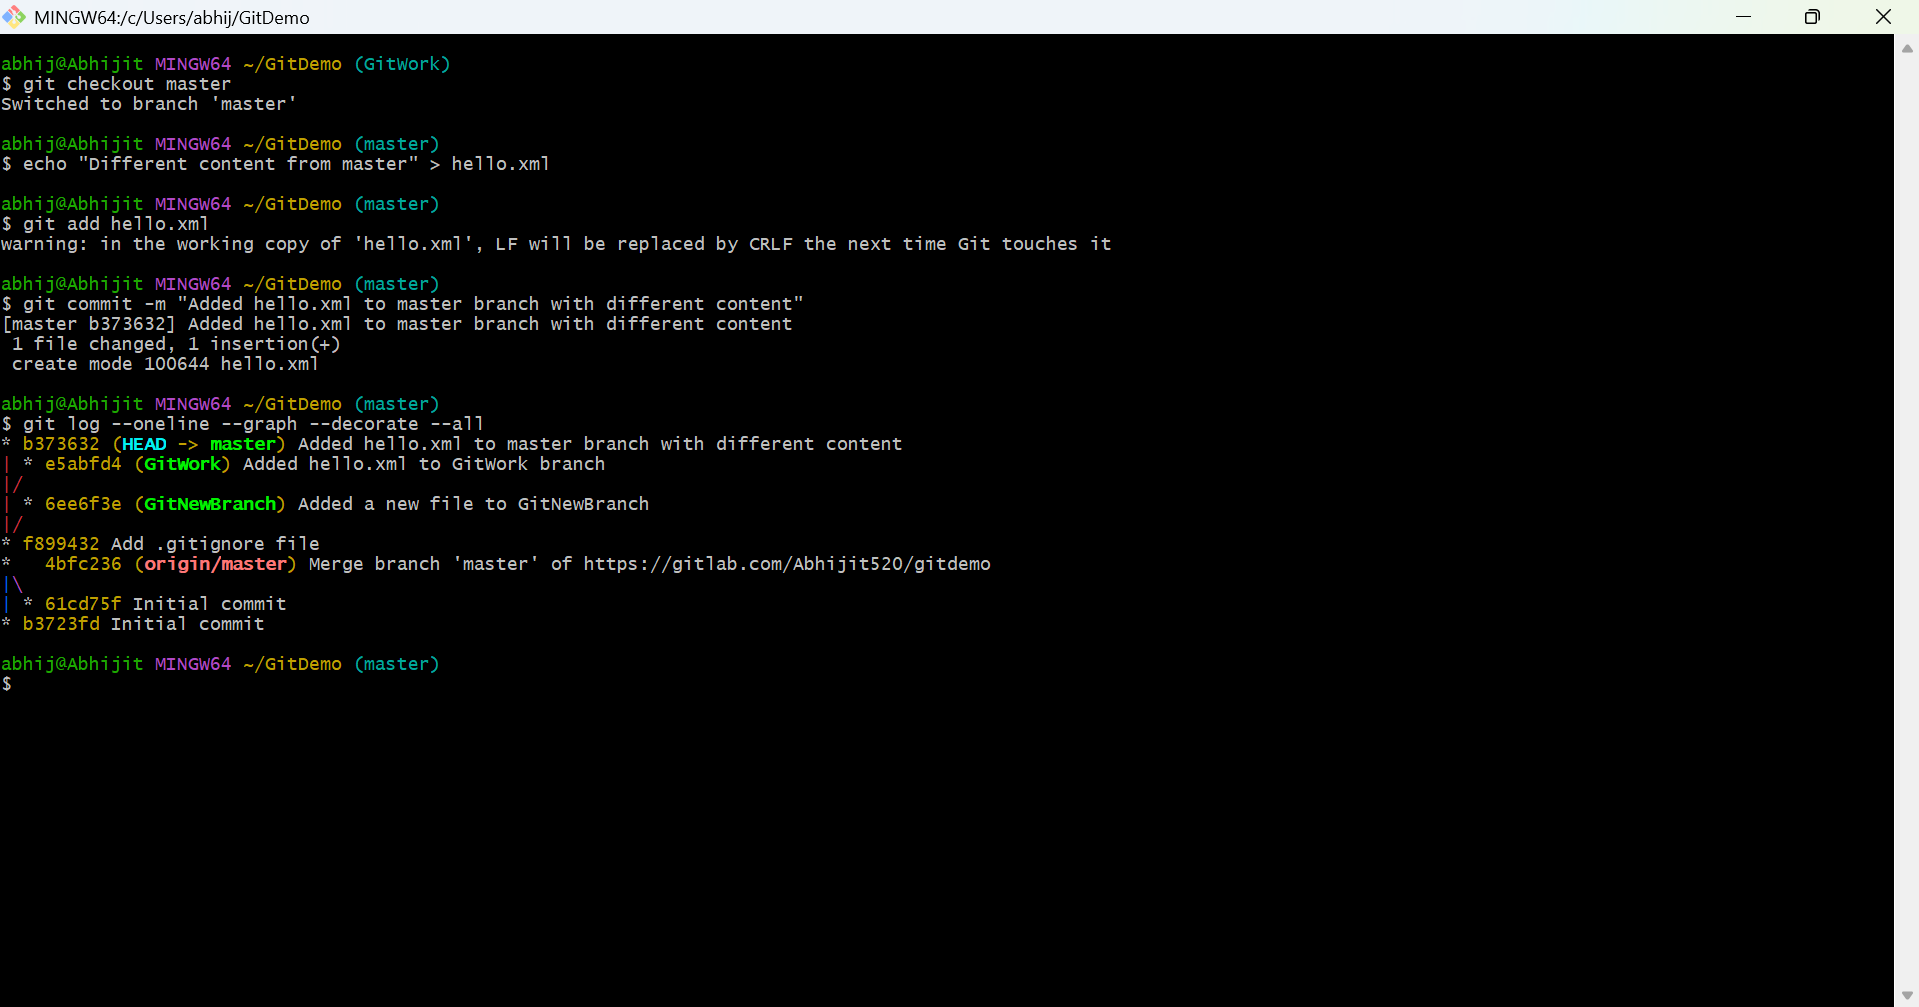 MINGW64:/c/Users/abhij/GitDemo
abhij@Abhijit MINGW64 ~/GitDemo (GitWork)
$ git checkout master
Switched to branch 'master'
abhij@Abhijit MINGW64 ~/GitDemo (master)
$ echo "Different content from master" > hello.xml
abhij@Abhijit MINGW64 ~/GitDemo (master)
$ git add hello.xml
warning: in the working copy of 'hello.xml', LF will be replaced by CRLF the next time Git touches it
abhij@Abhijit MINGW64 ~/GitDemo (master)
$ git commit -m "Added hello.xml to master branch with different content"
[master b373632] Added hello.xml to master branch with different content
 1 file changed, 1 insertion(+)
 create mode 100644 hello.xml
abhij@Abhijit MINGW64 ~/GitDemo (master)
$ git log --oneline --graph --decorate --all
* b373632 (HEAD -> master) Added hello.xml to master branch with different content
| * e5abfd4 (GitWork) Added hello.xml to GitWork branch
|/
| * 6ee6f3e (GitNewBranch) Added a new file to GitNewBranch
|/
* f899432 Add .gitignore file
*   4bfc236 (origin/master) Merge branch 'master' of https://gitlab.com/Abhijit520/gitdemo
|\
| * 61cd75f Initial commit
* b3723fd Initial commit
abhij@Abhijit MINGW64 ~/GitDemo (master)
$